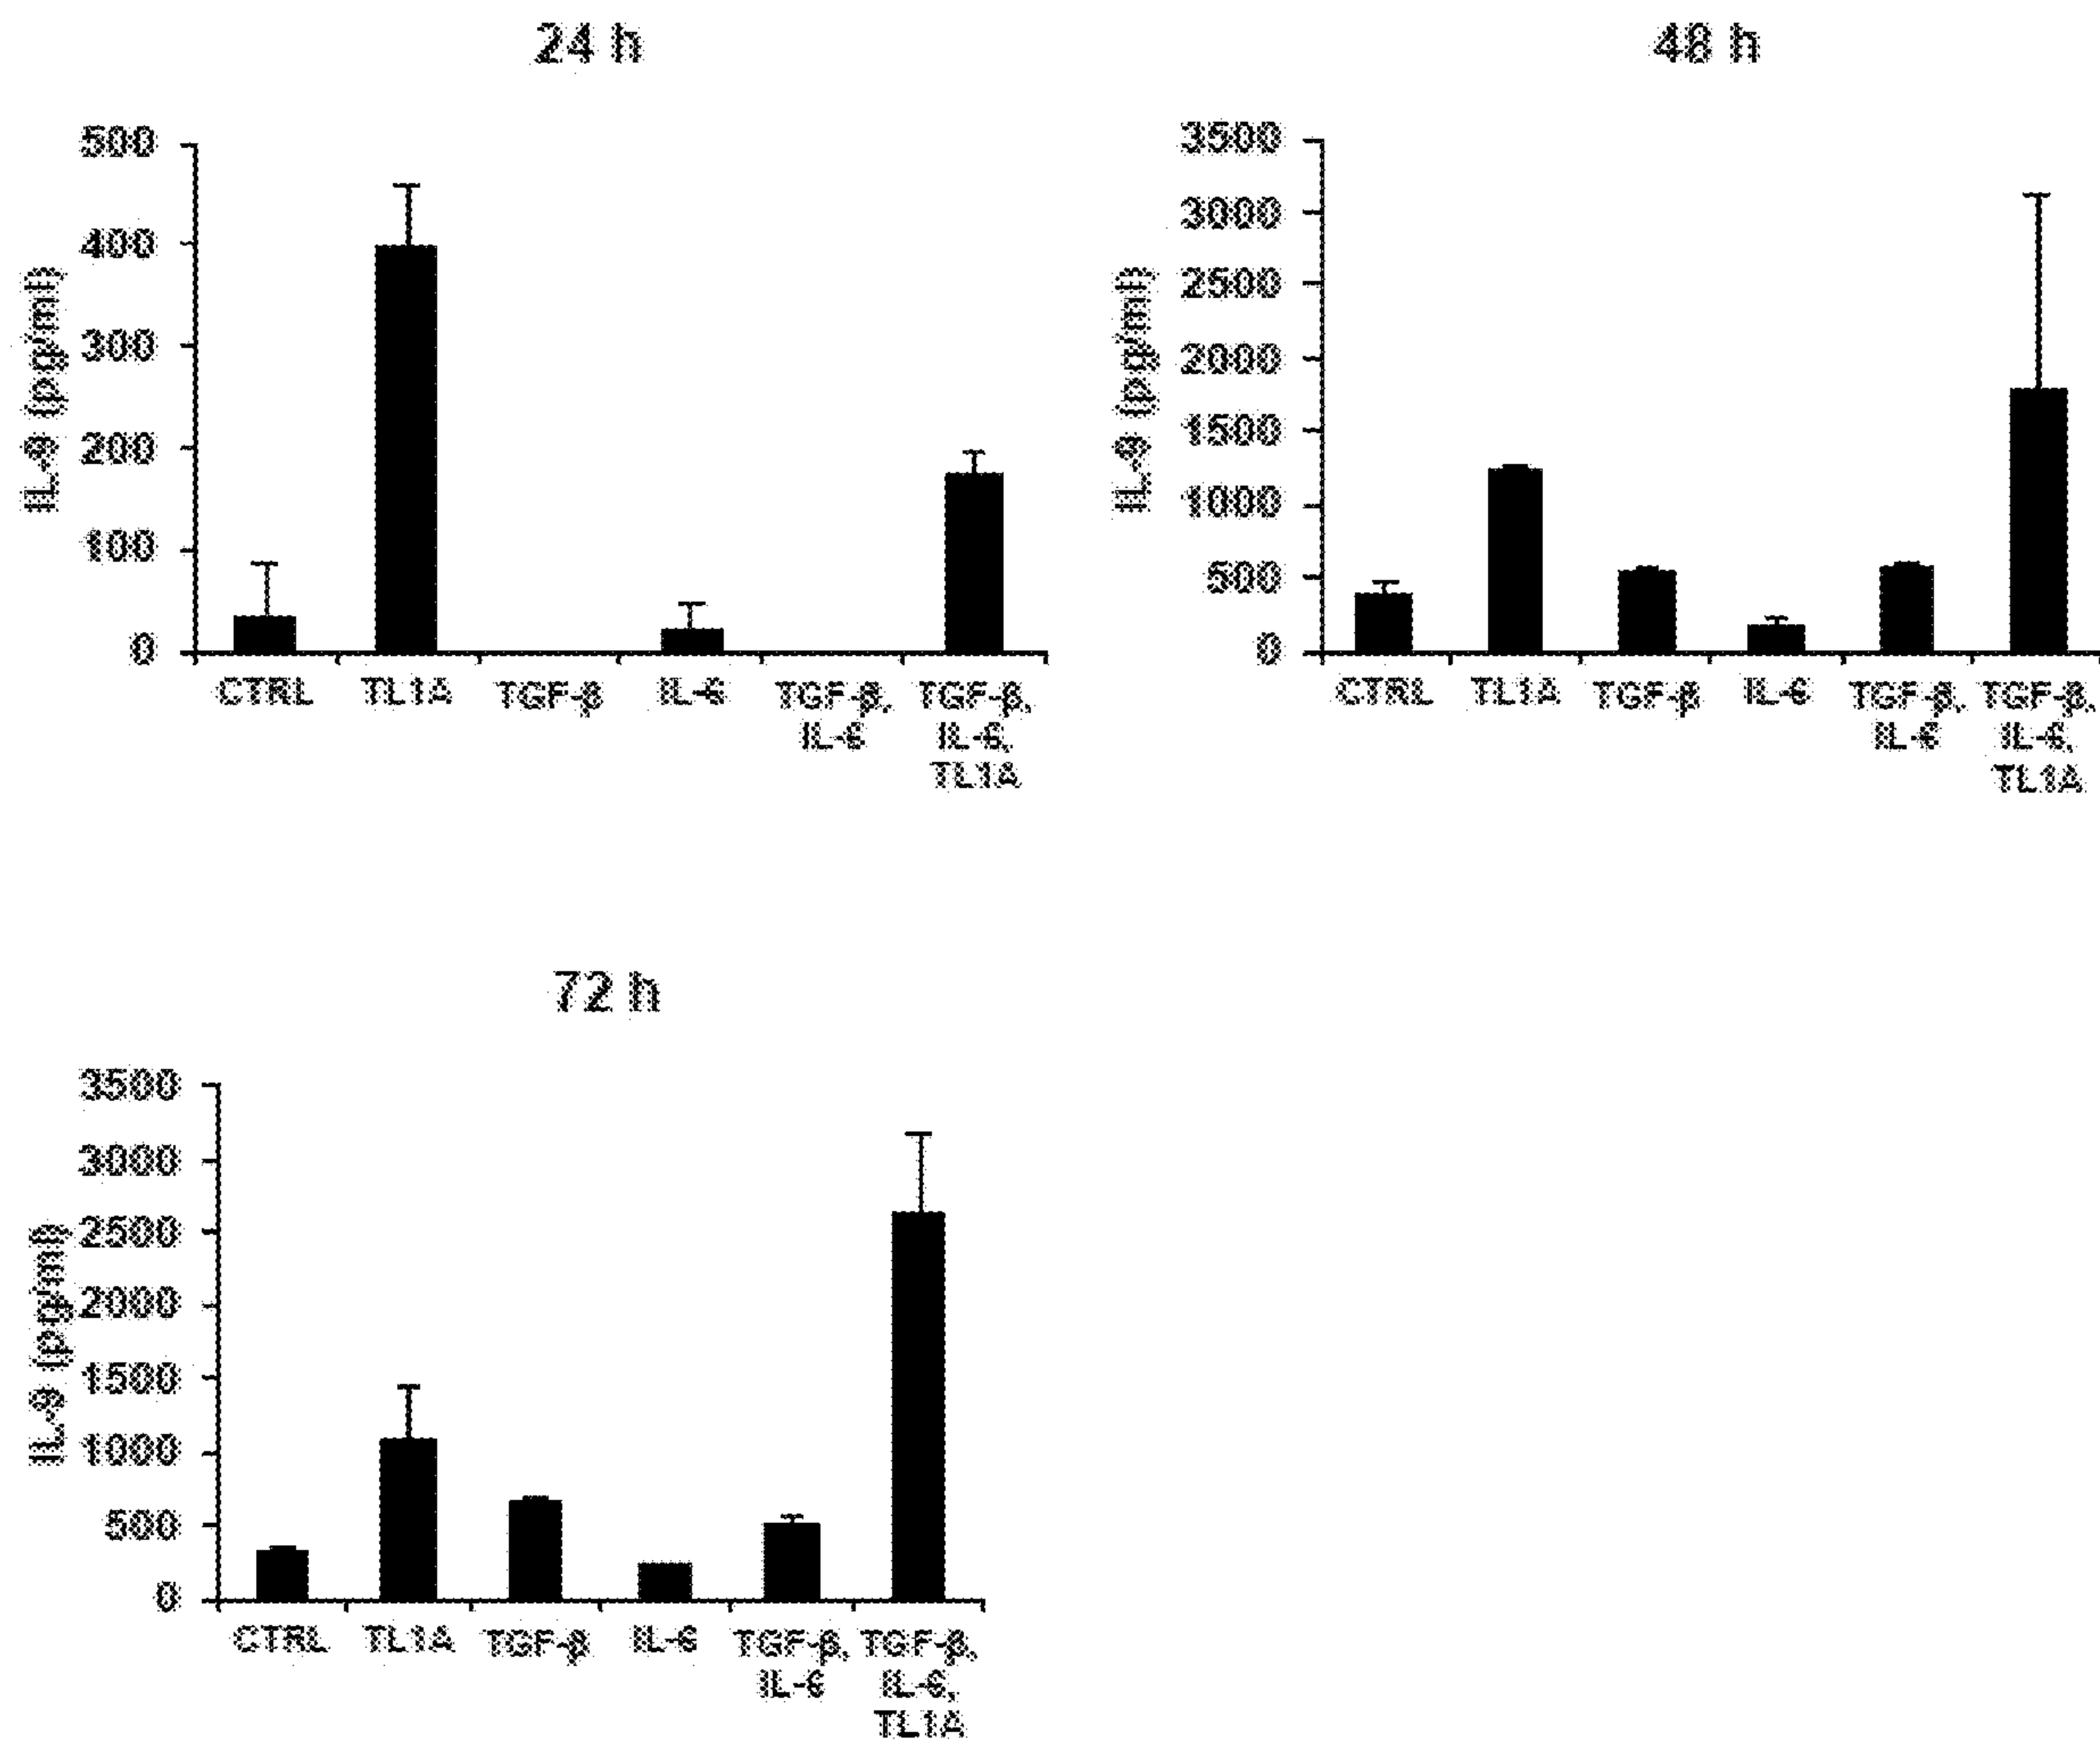 24 h
500
400
300
200
100
0
IL-9 (pg/ml)
CTRL TL1A TGF-β IL-6 TGF-β, TGF-β,
IL-6 IL-6,
TL1A
48 h
3500
3000
2500
2000
1500
1000
500
0
IL-9 (pg/ml)
CTRL TL1A TGF-β IL-6 TGF-β, TGF-β,
IL-6 IL-6,
TL1A
72 h
3500
3000
2500
2000
1500
1000
500
0
IL-9 (pg/ml)
CTRL TL1A TGF-β IL-6 TGF-β, TGF-β,
IL-6 IL-6,
TL1A